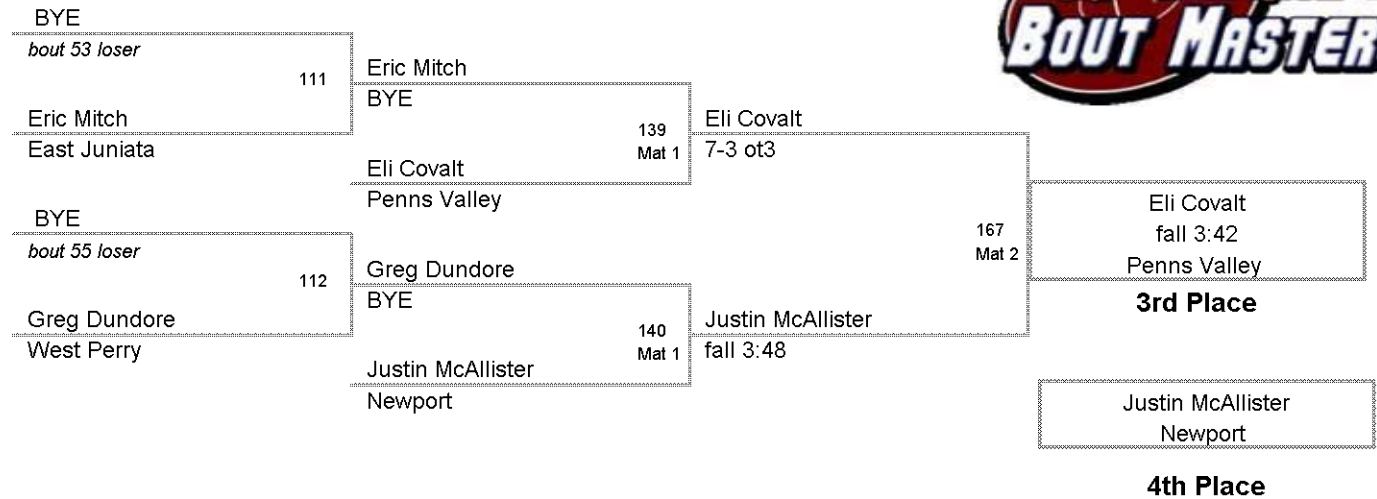 BYE
bout 53 loser
111
Eric Mitch
East Juniata
BYE
bout 55 loser
112
Greg Dundore
West Perry
Eric Mitch
BYE
139
Mat 1
Eli Covalt
Penns Valley
Greg Dundore
BYE
140
Mat 1
Justin McAllister
Newport
Eli Covalt
7-3 ot3
167
Mat 2
Justin McAllister
fall 3:48
BOUT MASTER
Eli Covalt
fall 3:42
Penns Valley
3rd Place
Justin McAllister
Newport
4th Place